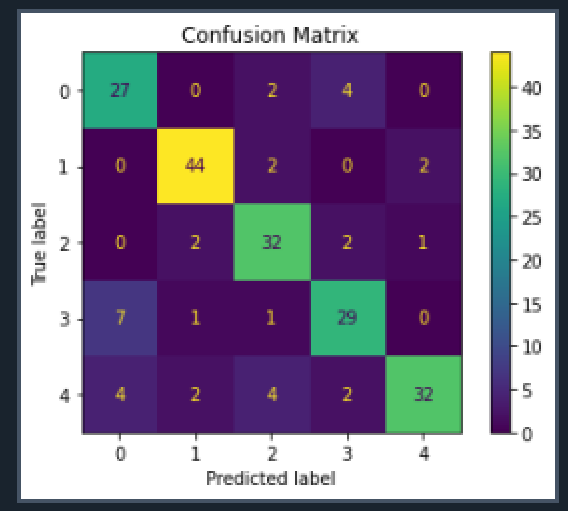 Confusion Matrix
True label
0 27 0 2 4 0
1 0 44 2 0 2
2 0 2 32 2 1
3 7 1 1 29 0
4 4 2 4 2 32
0 1 2 3 4
Predicted label
40
35
30
25
20
15
10
5
0